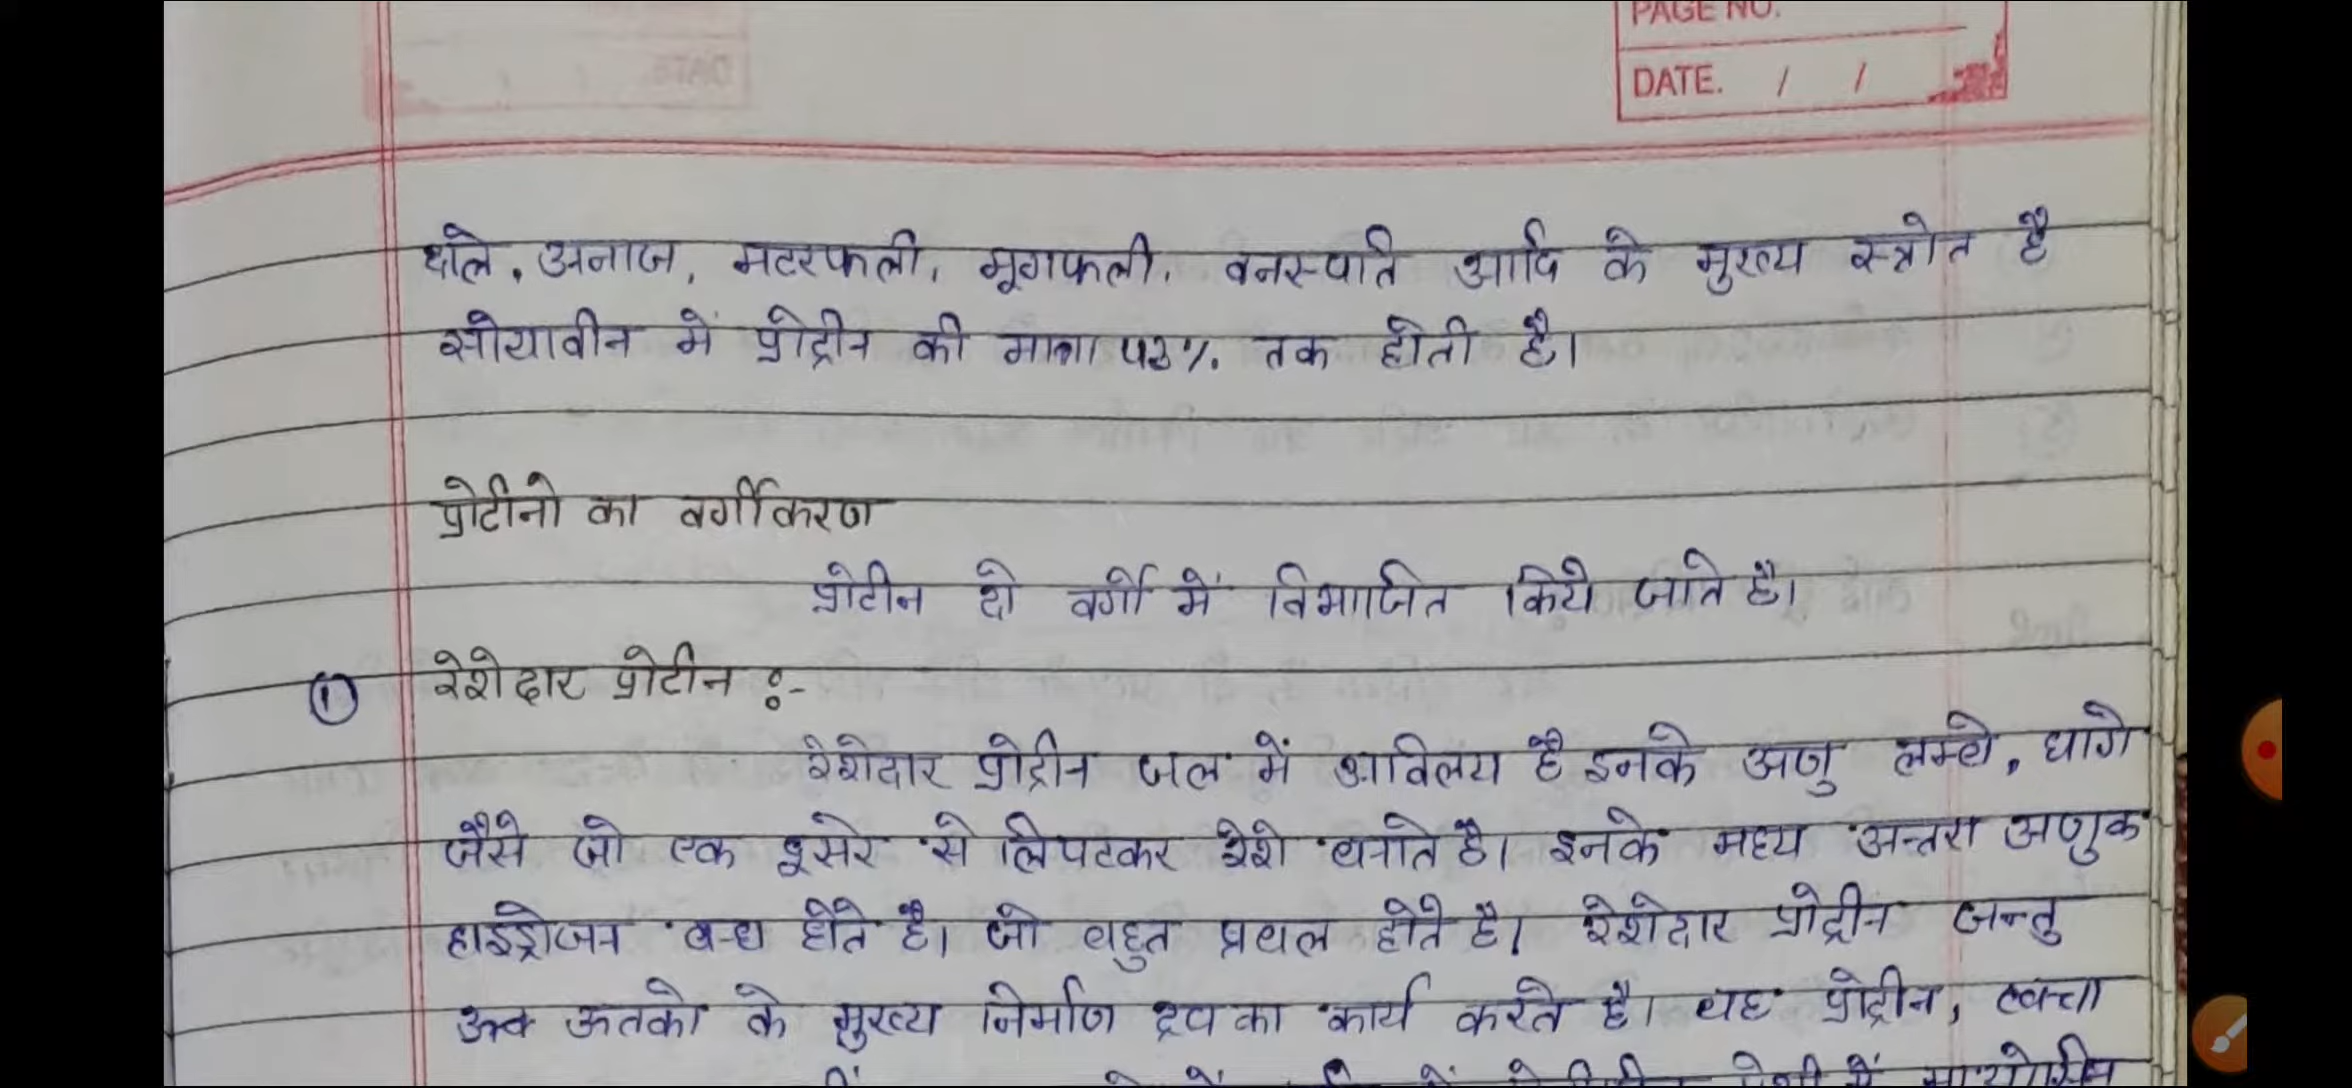 PAGE NO.
DATE. / /
दाले, अनाज, मटरफली, मूगफली, वनस्पति आदि के मुख्य स्त्रोत है
सोयावीन में प्रोट्रीन की मात्रा ५३% तक होती है।
प्रोटीनो का वर्गीकरण
प्रोटीन दो वर्गो में विभाजित किये जाते है।
① रेशेदार प्रोटीन :-
रेशेदार प्रोट्रीन जल में अविलय है इनके अणु लम्बे, धागे
जैसे जो एक दूसरे से लिपटकर रेशे बनाते है। इनके मध्य अन्तरा अणुक
हाइड्रोजन बन्ध होते है। जो बहुत प्रबल होते है। रेशेदार प्रोट्रीन जन्तु
ऊतको के मुख्य निर्माण द्रव का कार्य करते है। यह प्रोट्रीन, त्वचा